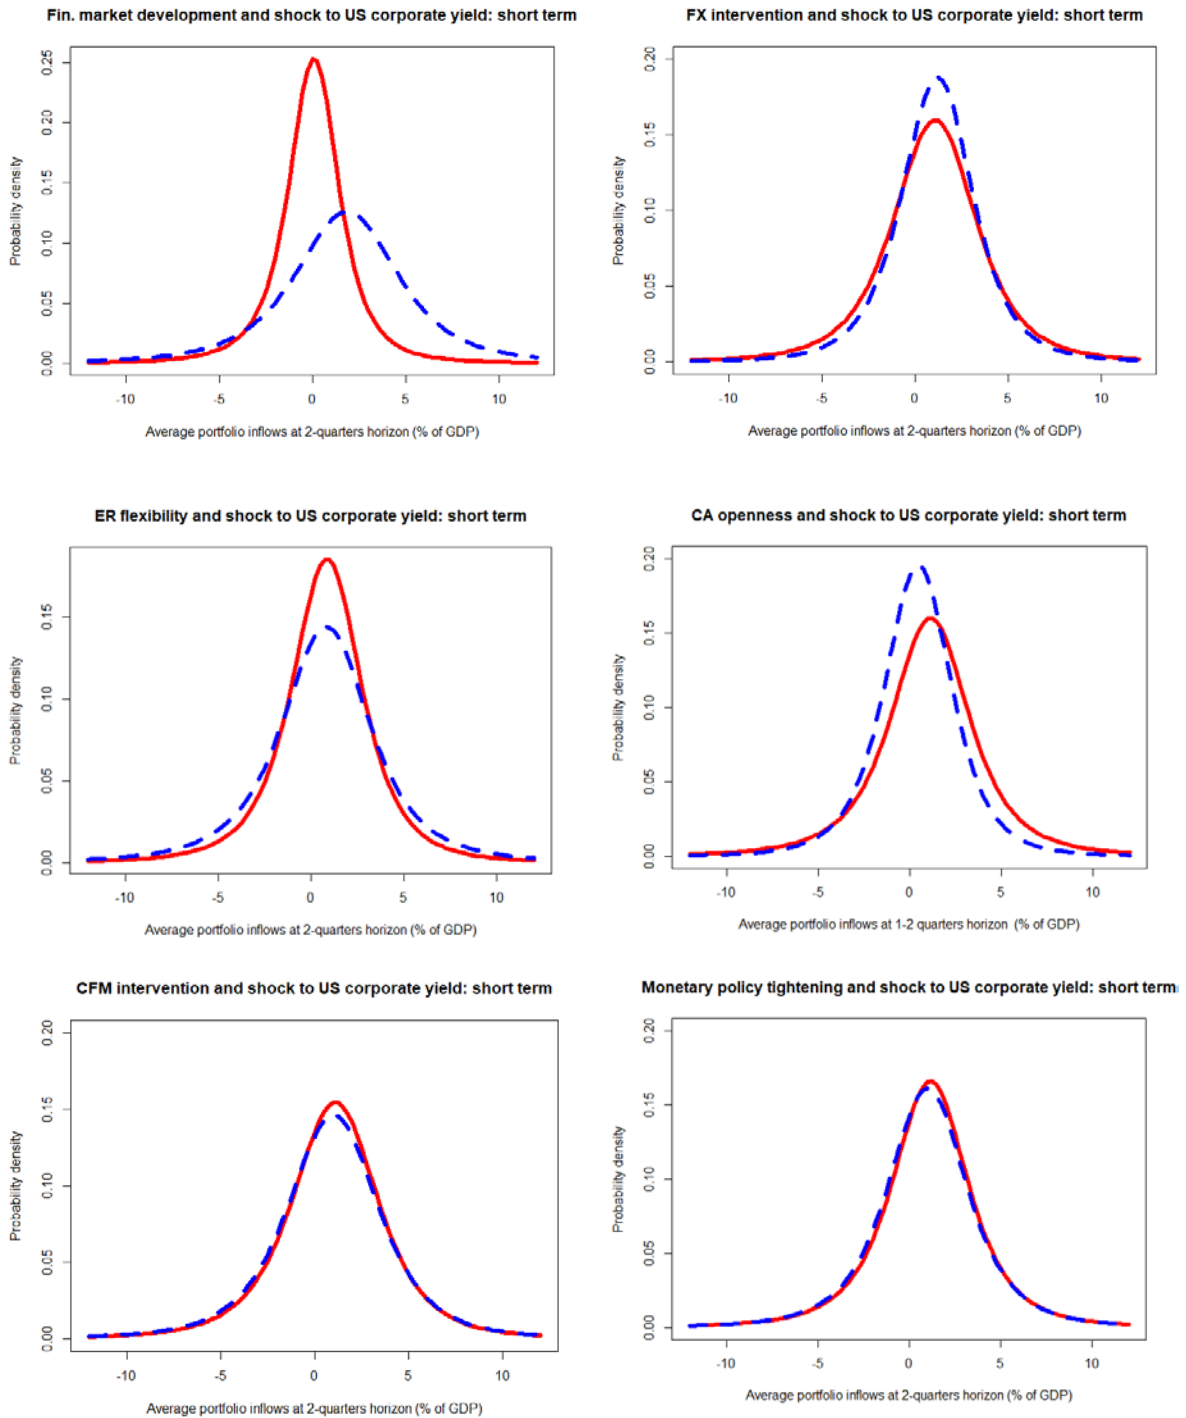 Fin. market development and shock to US corporate yield: short term
Probability density
0.00 0.05 0.10 0.15 0.20 0.25
-10 -5 0 5 10
Average portfolio inflows at 2-quarters horizon (% of GDP)
FX intervention and shock to US corporate yield: short term
Probability density
0.00 0.05 0.10 0.15 0.20
-10 -5 0 5 10
Average portfolio inflows at 2-quarters horizon (% of GDP)
ER flexibility and shock to US corporate yield: short term
Probability density
0.00 0.05 0.10 0.15
-10 -5 0 5 10
Average portfolio inflows at 2-quarters horizon (% of GDP)
CA openness and shock to US corporate yield: short term
Probability density
0.00 0.05 0.10 0.15 0.20
-10 -5 0 5 10
Average portfolio inflows at 1-2 quarters horizon (% of GDP)
CFM intervention and shock to US corporate yield: short term
Probability density
0.00 0.05 0.10 0.15 0.20
-10 -5 0 5 10
Average portfolio inflows at 2-quarters horizon (% of GDP)
Monetary policy tightening and shock to US corporate yield: short term
Probability density
0.00 0.05 0.10 0.15 0.20
-10 -5 0 5 10
Average portfolio inflows at 2-quarters horizon (% of GDP)